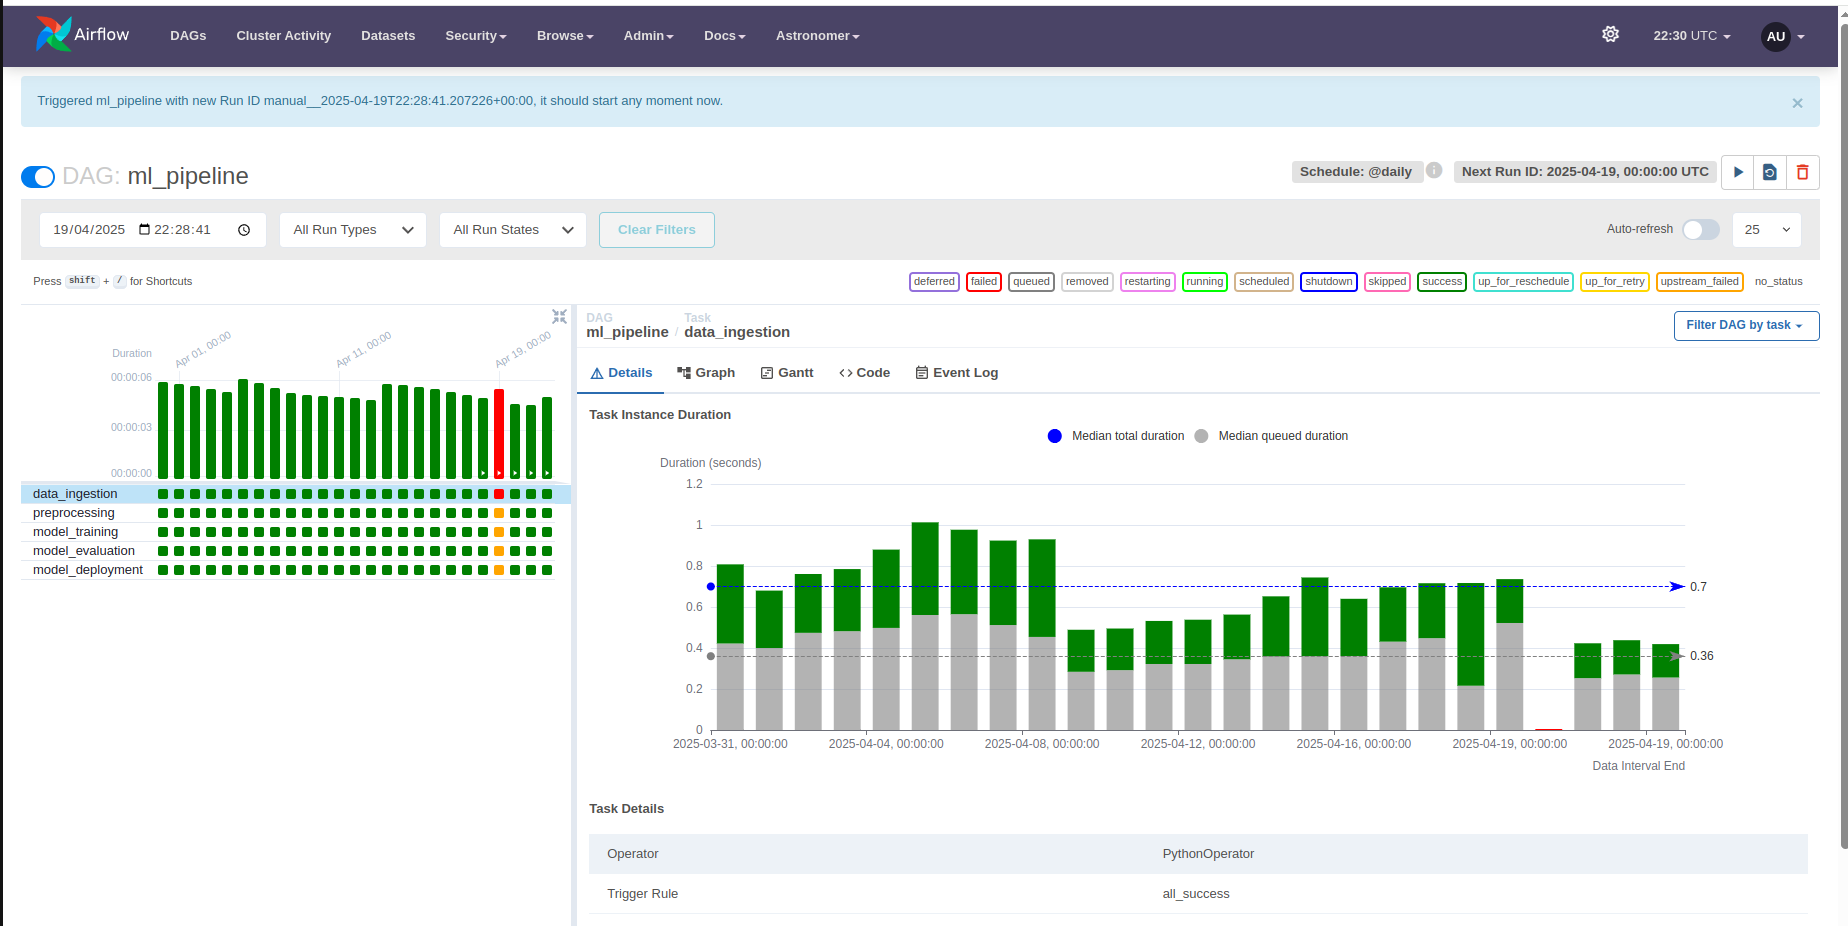 Airflow DAGs Cluster Activity Datasets Security Browse Admin Docs Astronomer 22:30 UTC AU
Triggered ml_pipeline with new Run ID manual__2025-04-19T22:28:41.207226+00:00, it should start any moment now. ×
DAG: ml_pipeline Schedule: @daily Next Run ID: 2025-04-19, 00:00:00 UTC
19/04/2025 22:28:41 All Run Types All Run States Clear Filters Auto-refresh 25
Press shift + / for Shortcuts deferred failed queued removed restarting running scheduled shutdown skipped success up_for_reschedule up_for_retry upstream_failed no_status
Duration
Apr 01, 00:00 Apr 11, 00:00 Apr 19, 00:00
00:00:06
00:00:03
00:00:00
data_ingestion
preprocessing
model_training
model_evaluation
model_deployment
DAG Task
ml_pipeline / data_ingestion
Filter DAG by task
Details Graph Gantt Code Event Log
Task Instance Duration
Median total duration Median queued duration
Duration (seconds)
1.2
1
0.8
0.7
0.6
0.4
0.36
0.2
0
2025-03-31, 00:00:00 2025-04-04, 00:00:00 2025-04-08, 00:00:00 2025-04-12, 00:00:00 2025-04-16, 00:00:00 2025-04-19, 00:00:00 2025-04-19, 00:00:00
Data Interval End
Task Details
Operator PythonOperator
Trigger Rule all_success